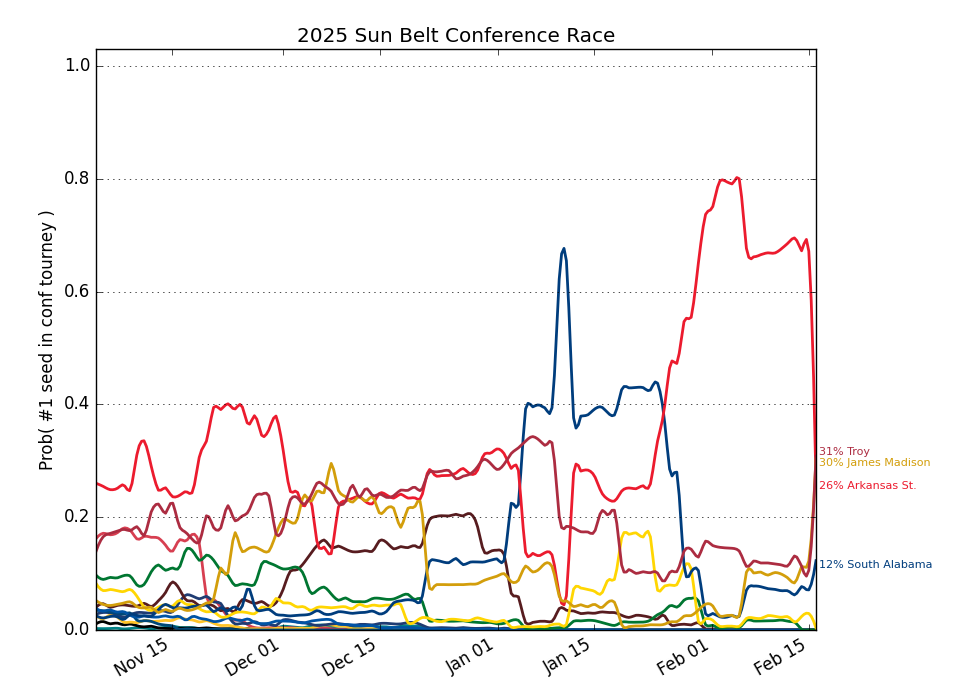 2025 Sun Belt Conference Race
Prob( #1 seed in conf tourney )
1.0
0.8
0.6
0.4
0.2
0.0
31% Troy
30% James Madison
26% Arkansas St.
12% South Alabama
Nov 15
Dec 01
Dec 15
Jan 01
Jan 15
Feb 01
Feb 15